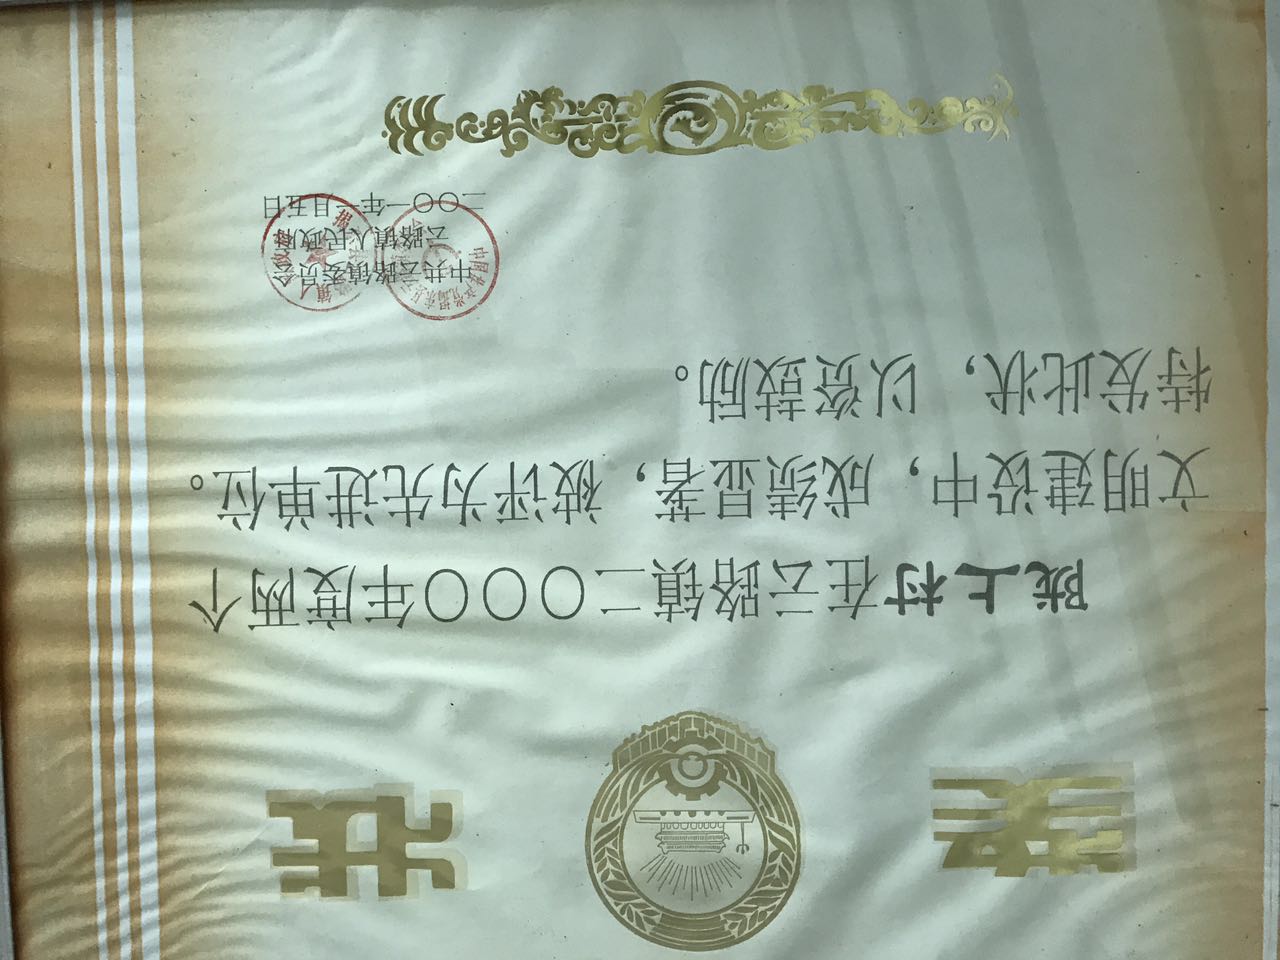 奖状
陇上村在云路镇二〇〇〇年度两个
文明建设中，成绩显著，被评为先进单位。
特发此状，以资鼓励。
中共云路镇委员会
云路镇人民政府
二〇〇一年一月五日